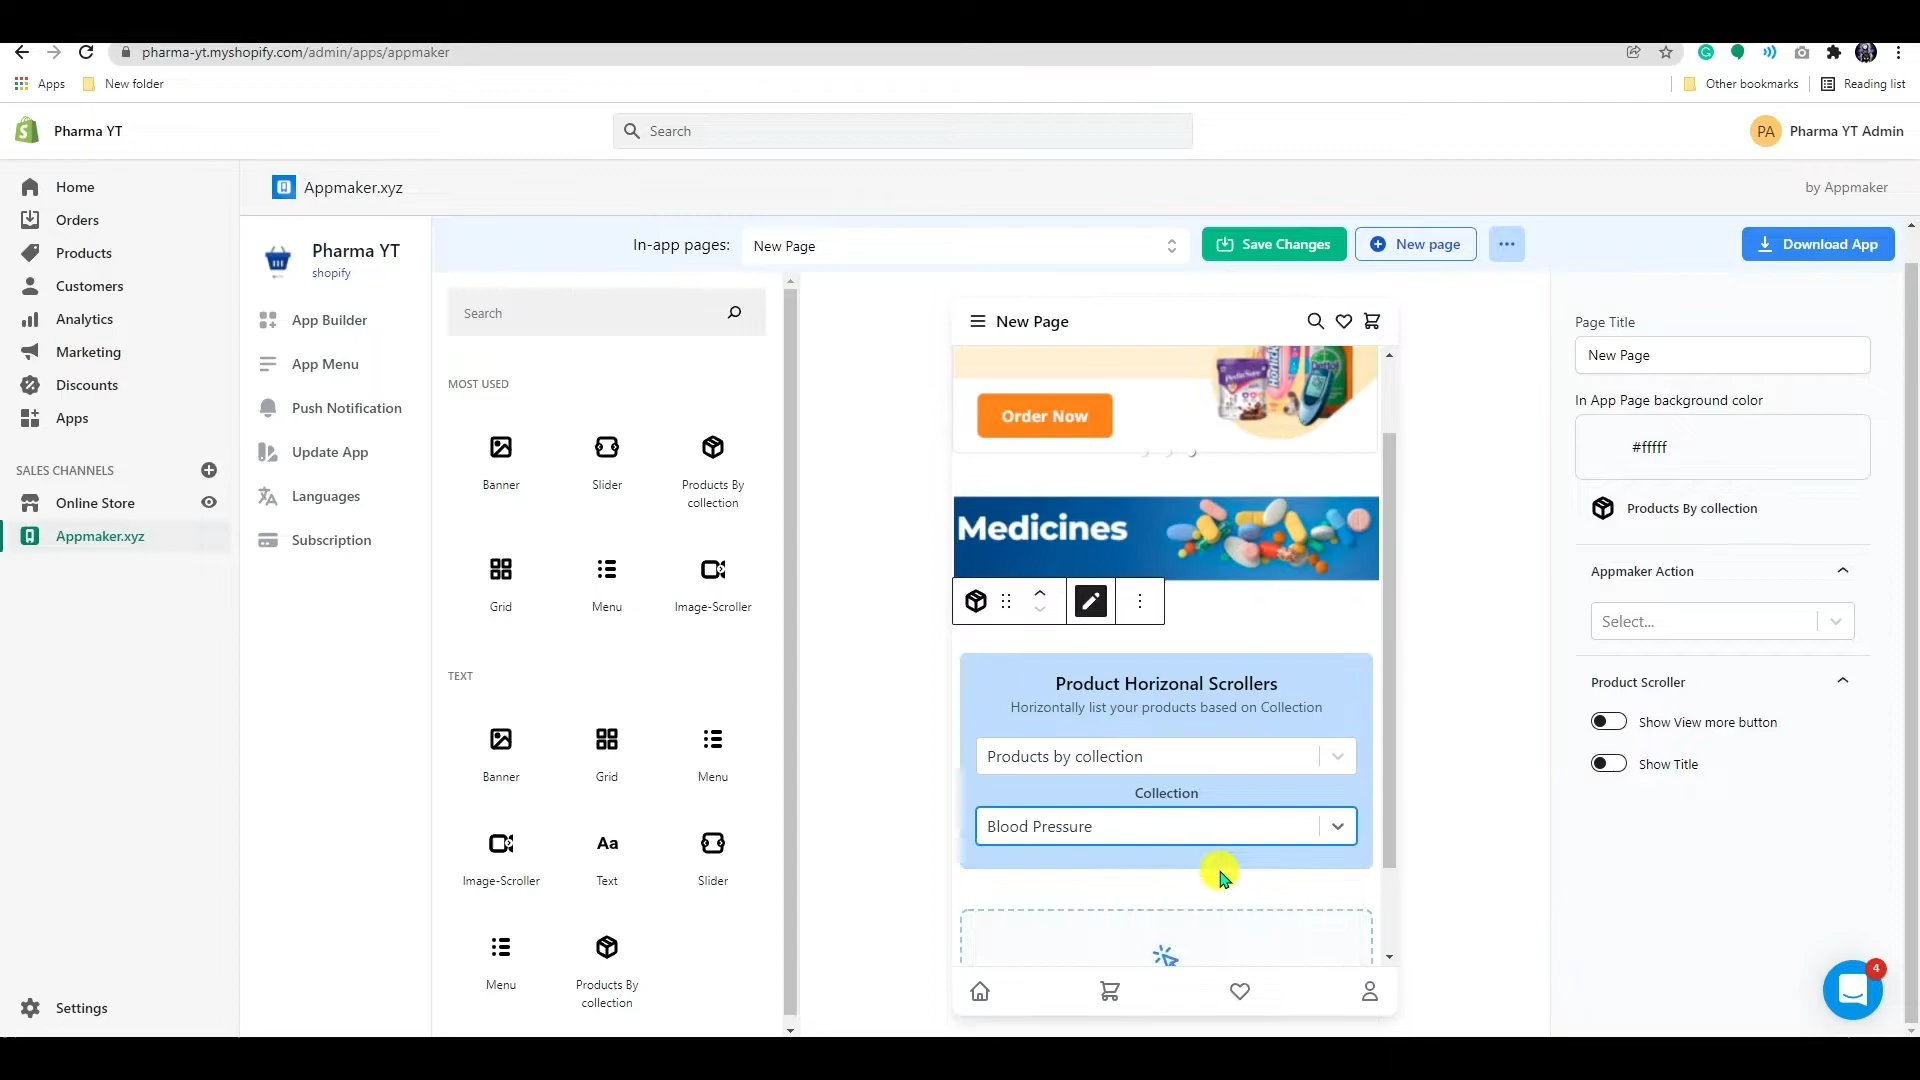 pharma-yt.myshopify.com/admin/apps/appmaker
Apps
New folder
Other bookmarks
Reading list
Pharma YT
Search
PA
Pharma YT Admin
Home
Orders
Products
Customers
Analytics
Marketing
Discounts
Apps
SALES CHANNELS
Online Store
Appmaker.xyz
Settings
Appmaker.xyz
by Appmaker
Pharma YT
shopify
App Builder
App Menu
Push Notification
Update App
Languages
Subscription
In-app pages:
New Page
Save Changes
New page
Download App
Search
MOST USED
Banner
Slider
Products By
collection
Grid
Menu
Image-Scroller
TEXT
Banner
Grid
Menu
Image-Scroller
Aa
Text
Slider
Menu
Products By
collection
New Page
Order Now
Medicines
Product Horizonal Scrollers
Horizontally list your products based on Collection
Products by collection
Collection
Blood Pressure
Page Title
New Page
In App Page background color
#fffff
Products By collection
Appmaker Action
Select...
Product Scroller
Show View more button
Show Title
4